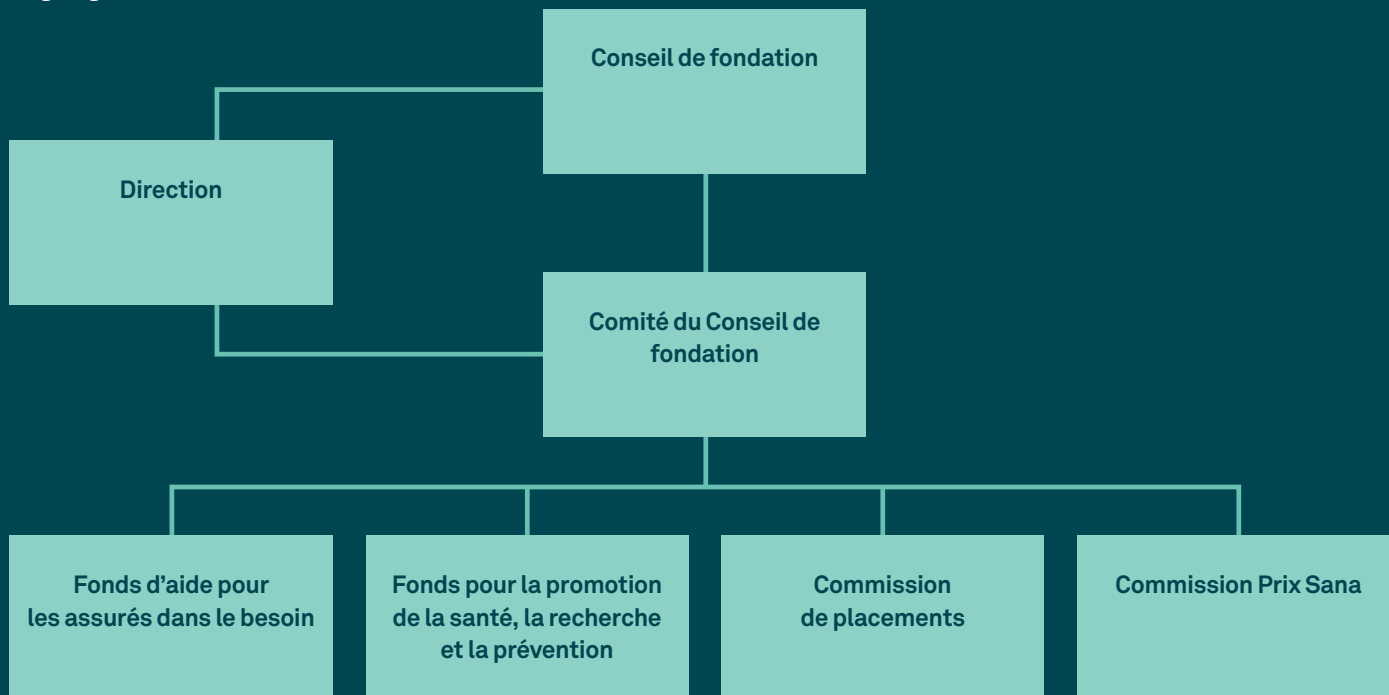 Conseil de fondation
Direction
Comité du Conseil de
fondation
Fonds d’aide pour
les assurés dans le besoin
Fonds pour la promotion
de la santé, la recherche
et la prévention
Commission
de placements
Commission Prix Sana